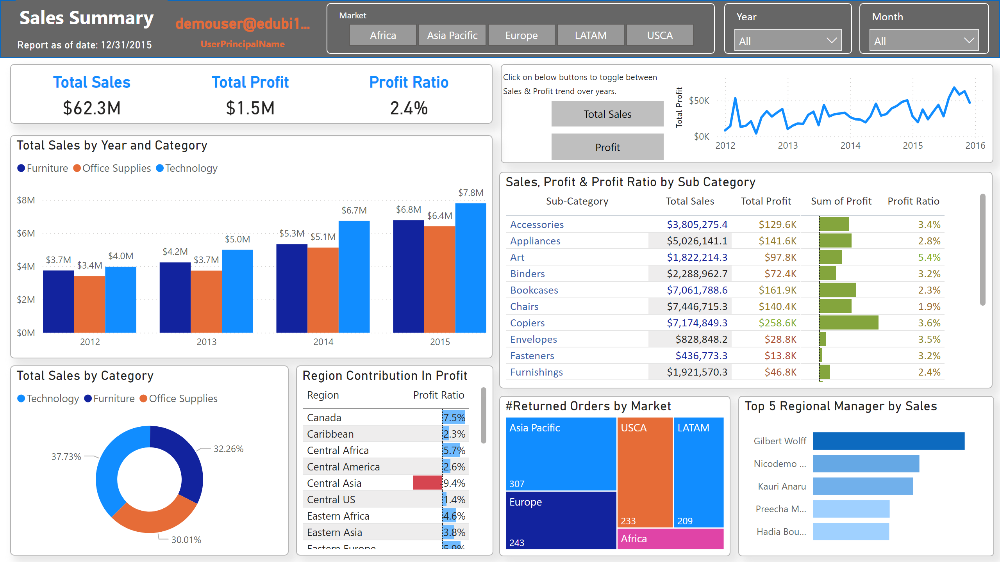 Sales Summary
Report as of date: 12/31/2015
demouser@edubi1...
UserPrincipalName
Market
Africa
Asia Pacific
Europe
LATAM
USCA
Year
All
Month
All
Total Sales
$62.3M
Total Profit
$1.5M
Profit Ratio
2.4%
Click on below buttons to toggle between
Sales & Profit trend over years.
Total Sales
Profit
Total Profit
$50K
$0K
2012 2013 2014 2015 2016
Total Sales by Year and Category
Furniture Office Supplies Technology
$8M
$6M
$4M
$2M
$0M
$3.7M $3.4M $4.0M
$4.2M $3.7M $5.0M
$5.3M $5.1M $6.7M
$6.8M $6.4M $7.8M
2012 2013 2014 2015
Sales, Profit & Profit Ratio by Sub Category
Sub-Category Total Sales Total Profit Sum of Profit Profit Ratio
Accessories $3,805,275.4 $129.6K 3.4%
Appliances $5,026,141.1 $141.6K 2.8%
Art $1,822,214.3 $97.8K 5.4%
Binders $2,288,962.7 $72.4K 3.2%
Bookcases $7,061,788.6 $161.9K 2.3%
Chairs $7,446,715.3 $140.4K 1.9%
Copiers $7,174,849.3 $258.6K 3.6%
Envelopes $828,848.2 $28.8K 3.5%
Fasteners $436,773.3 $13.8K 3.2%
Furnishings $1,921,570.3 $46.8K 2.4%
Total Sales by Category
Technology Furniture Office Supplies
37.73%
32.26%
30.01%
Region Contribution In Profit
Region Profit Ratio
Canada 7.5%
Caribbean 2.3%
Central Africa 5.7%
Central America 2.6%
Central Asia -9.4%
Central US 1.4%
Eastern Africa 4.6%
Eastern Asia 3.8%
Eastern Europe 5.9%
#Returned Orders by Market
Asia Pacific
307
Europe
243
USCA
233
LATAM
209
Africa
Top 5 Regional Manager by Sales
Gilbert Wolff
Nicodemo ...
Kauri Anaru
Preecha M...
Hadia Bou...